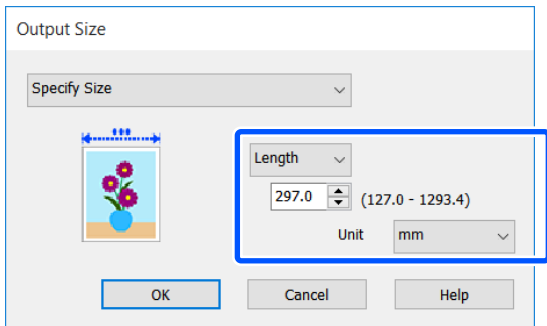 Output Size
Specify Size
Length
297.0 (127.0 - 1293.4)
Unit mm
OK Cancel Help